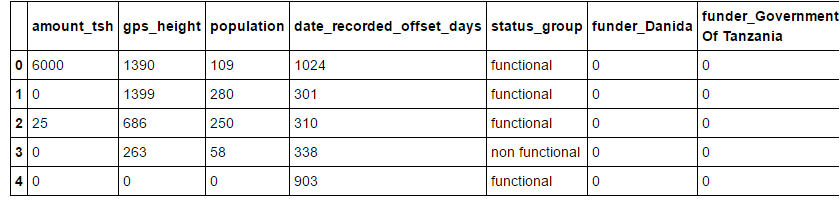 amount_tsh gps_height population date_recorded_offset_days status_group funder_Danida funder_Government Of Tanzania
0 6000 1390 109 1024 functional 0 0
1 0 1399 280 301 functional 0 0
2 25 686 250 310 functional 0 0
3 0 263 58 338 non functional 0 0
4 0 0 0 903 functional 0 0